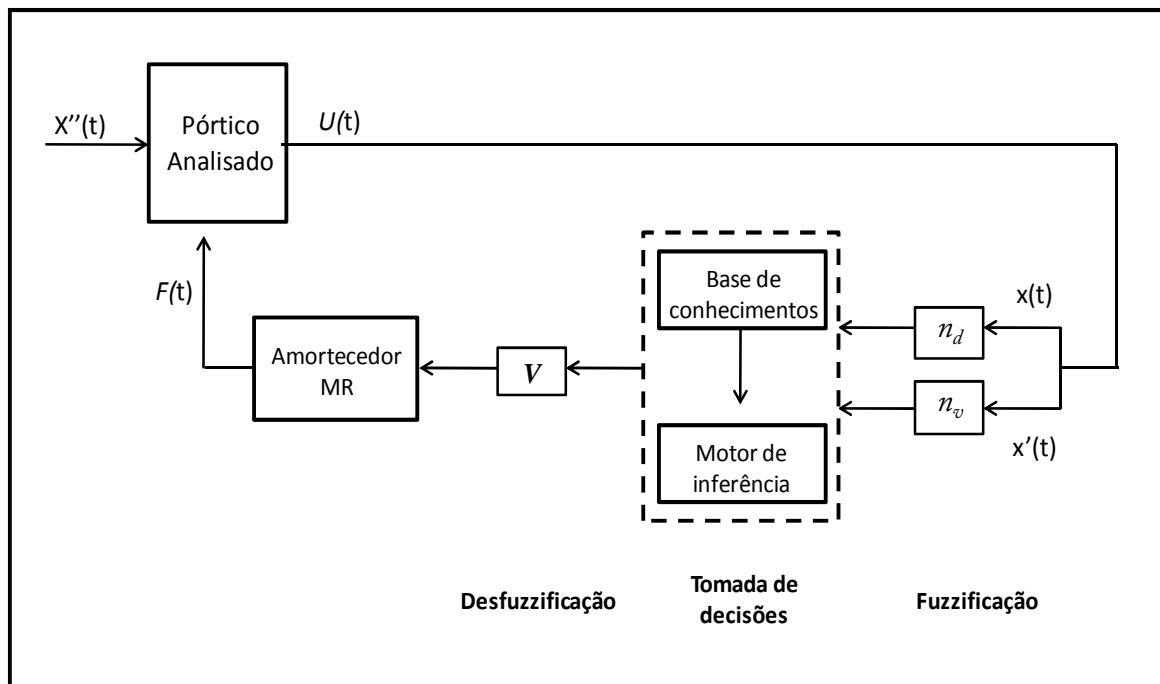 X’’(t)
Pórtico
Analisado
U(t)
F(t)
Amortecedor
MR
V
Base de
conhecimentos
Motor de
inferência
n_d
x(t)
n_v
x’(t)
Desfuzzificação
Tomada de
decisões
Fuzzificação